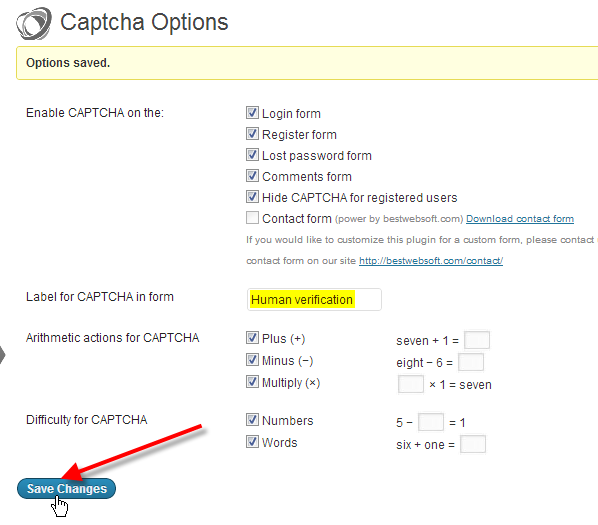 Captcha Options
Options saved.
Enable CAPTCHA on the:
Login form
Register form
Lost password form
Comments form
Hide CAPTCHA for registered users
Contact form (power by bestwebsoft.com) Download contact form
If you would like to customize this plugin for a custom form, please contact
contact form on our site http://bestwebsoft.com/contact/
Label for CAPTCHA in form Human verification
Arithmetic actions for CAPTCHA Plus (+) seven + 1 =
Minus (−) eight − 6 =
Multiply (×) × 1 = seven
Difficulty for CAPTCHA Numbers 5 − = 1
Words six + one =
Save Changes